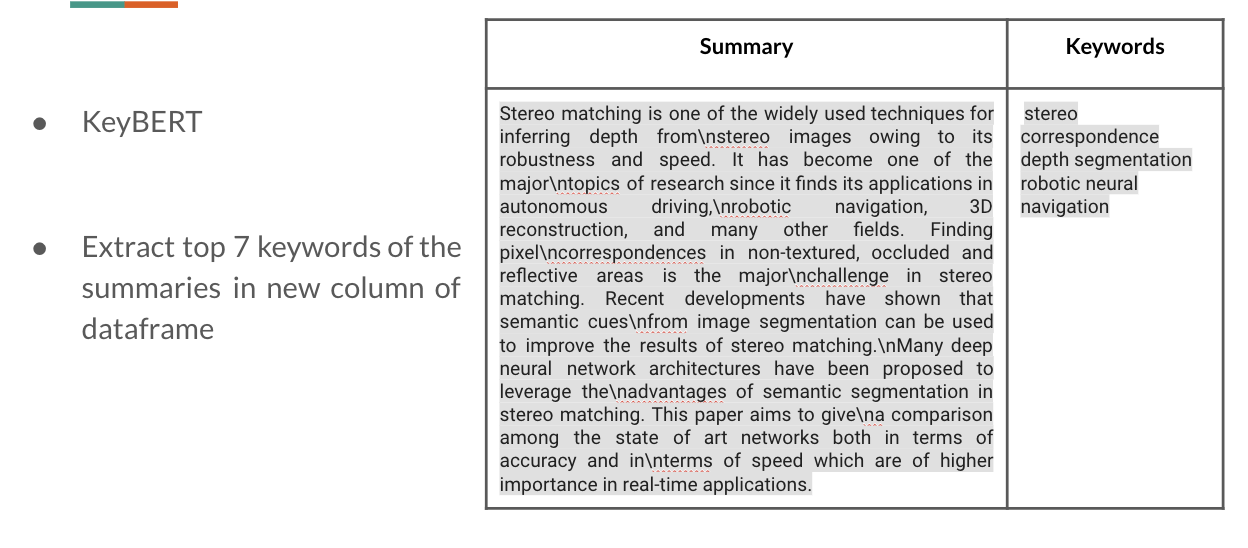 KeyBERT
Extract top 7 keywords of the
summaries in new column of
dataframe
Summary
Keywords
Stereo matching is one of the widely used techniques for
inferring depth from\nstereo images owing to its
robustness and speed. It has become one of the
major\ntopics of research since it finds its applications in
autonomous driving,\nrobotic navigation, 3D
reconstruction, and many other fields. Finding
pixel\ncorrespondences in non-textured, occluded and
reflective areas is the major\nchallenge in stereo
matching. Recent developments have shown that
semantic cues\nfrom image segmentation can be used
to improve the results of stereo matching.\nMany deep
neural network architectures have been proposed to
leverage the\nadvantages of semantic segmentation in
stereo matching. This paper aims to give\na comparison
among the state of art networks both in terms of
accuracy and in\nterms of speed which are of higher
importance in real-time applications.
stereo
correspondence
depth segmentation
robotic neural
navigation